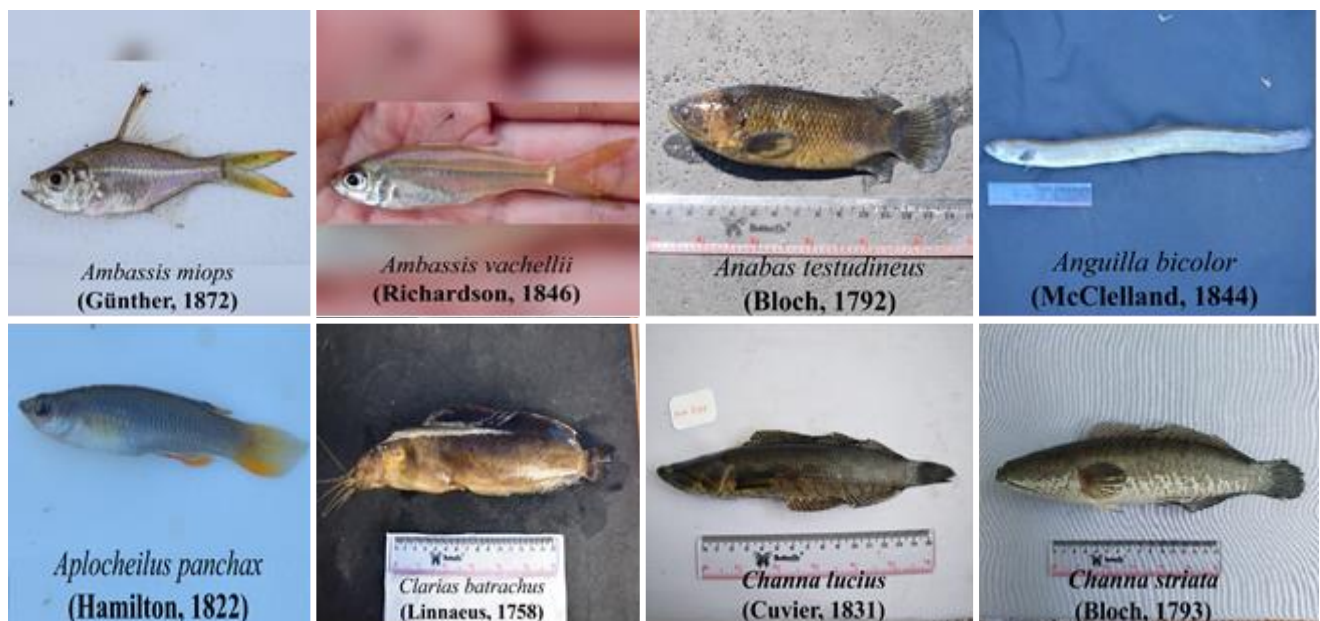 Ambassis miops
(Günther, 1872)
Ambassis vachellii
(Richardson, 1846)
Anabas testudineus
(Bloch, 1792)
Anguilla bicolor
(McClelland, 1844)
Aplocheilus panchax
(Hamilton, 1822)
Clarias batrachus
(Linnaeus, 1758)
Channa lucius
(Cuvier, 1831)
Channa striata
(Bloch, 1793)